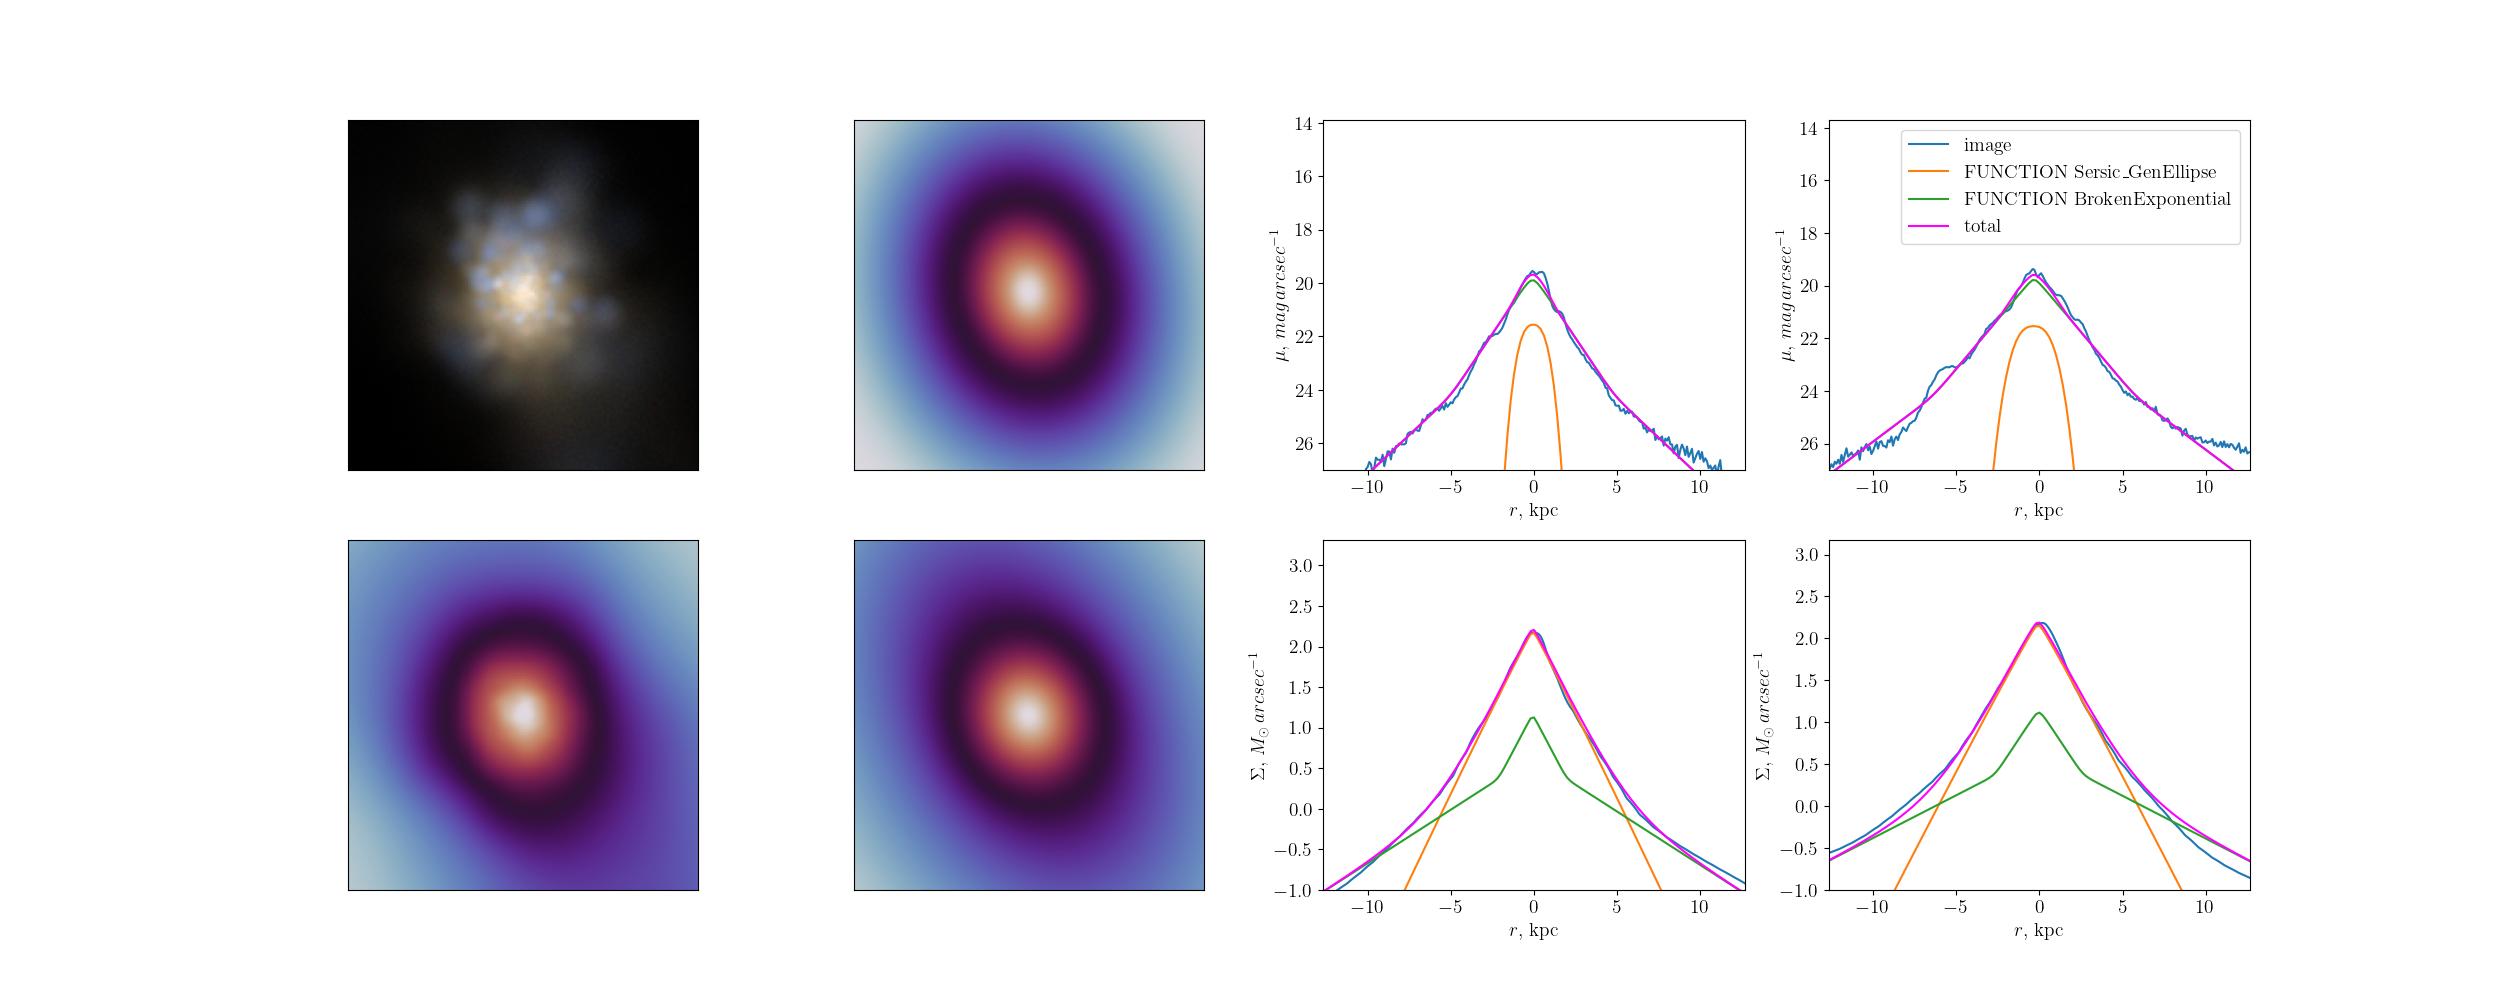 14
16
18
20
22
24
26
μ, magarcsec⁻¹
−10 −5 0 5 10
r, kpc
14
16
18
20
22
24
26
μ, magarcsec⁻¹
image
FUNCTION Sersic_GenEllipse
FUNCTION BrokenExponential
total
−10 −5 0 5 10
r, kpc
3.0
2.5
2.0
1.5
1.0
0.5
0.0
−0.5
−1.0
Σ, M⊙ arcsec⁻¹
−10 −5 0 5 10
r, kpc
3.0
2.5
2.0
1.5
1.0
0.5
0.0
−0.5
−1.0
Σ, M⊙ arcsec⁻¹
−10 −5 0 5 10
r, kpc